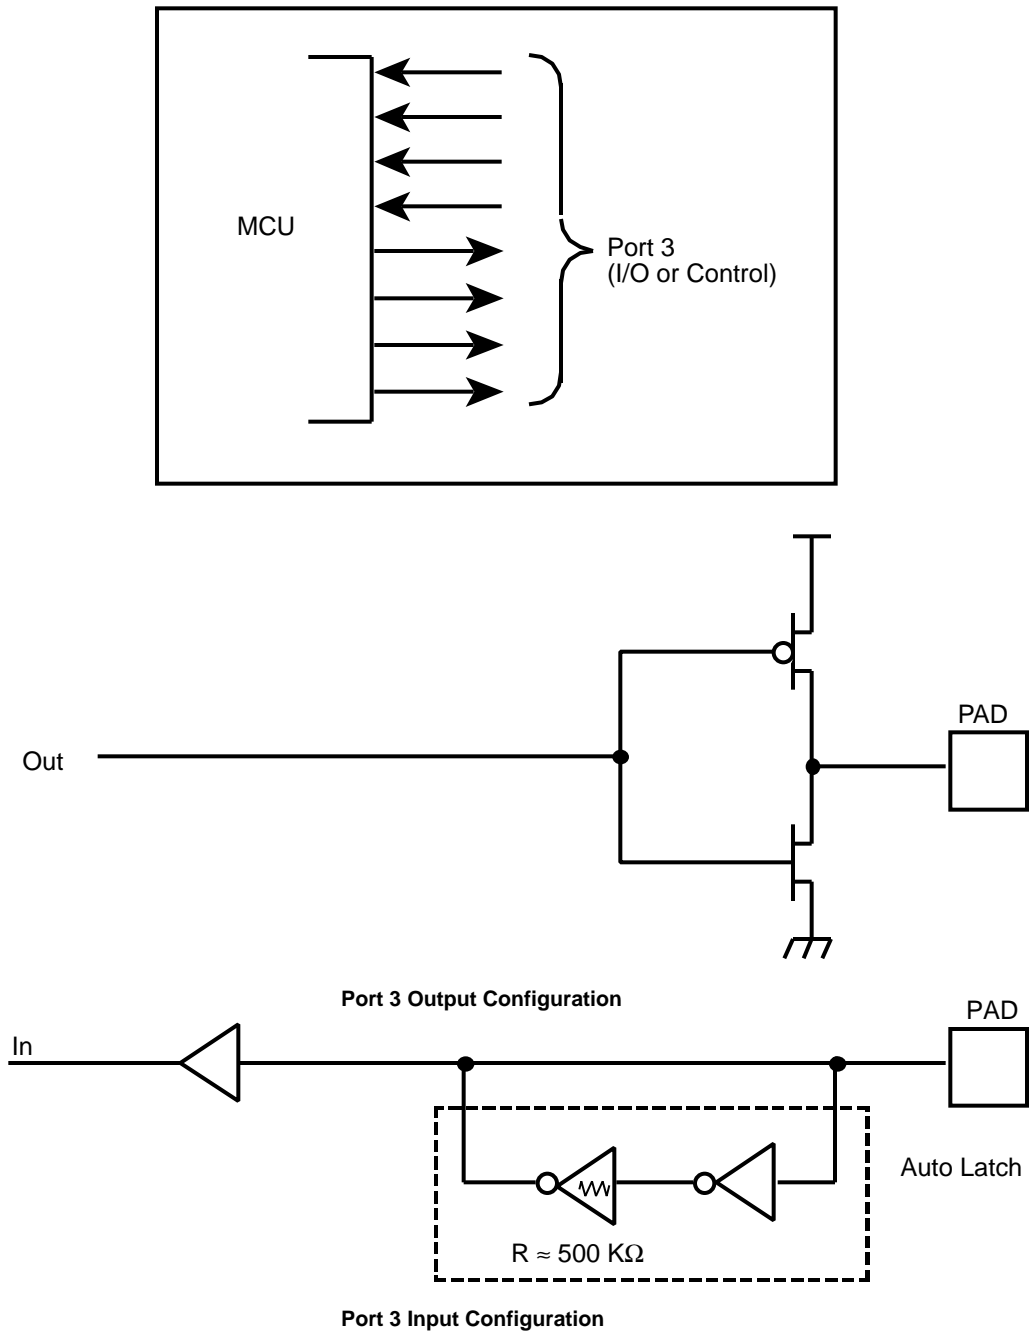 MCU
Port 3
(I/O or Control)
PAD
Out
Port 3 Output Configuration
PAD
In
Auto Latch
R ≈ 500 KΩ
Port 3 Input Configuration